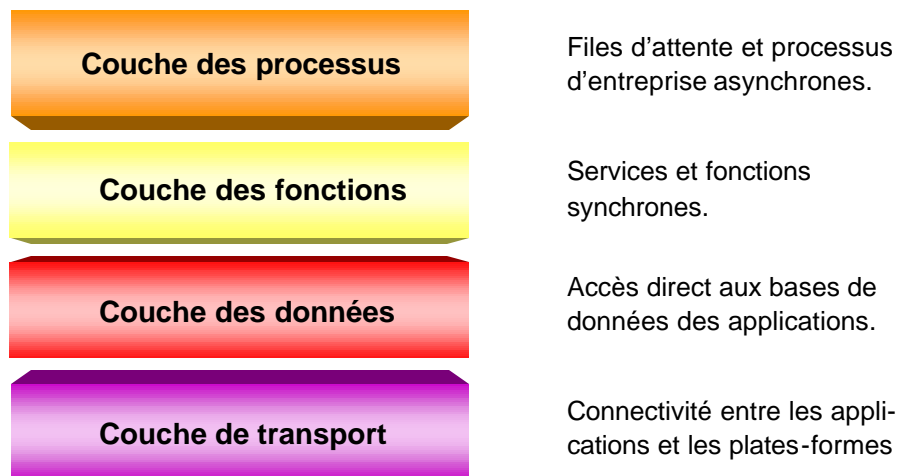 Couche des processus
Files d'attente et processus
d'entreprise asynchrones.
Couche des fonctions
Services et fonctions
synchrones.
Couche des données
Accès direct aux bases de
données des applications.
Couche de transport
Connectivité entre les appli-
cations et les plates-formes